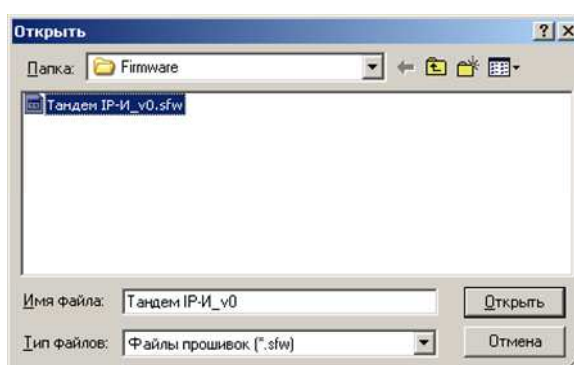 Открыть
Папка: Firmware
Тандем IP-И_v0.sfw
Имя файла: Тандем IP-И_v0 Открыть
Тип файлов: Файлы прошивок (*.sfw) Отмена